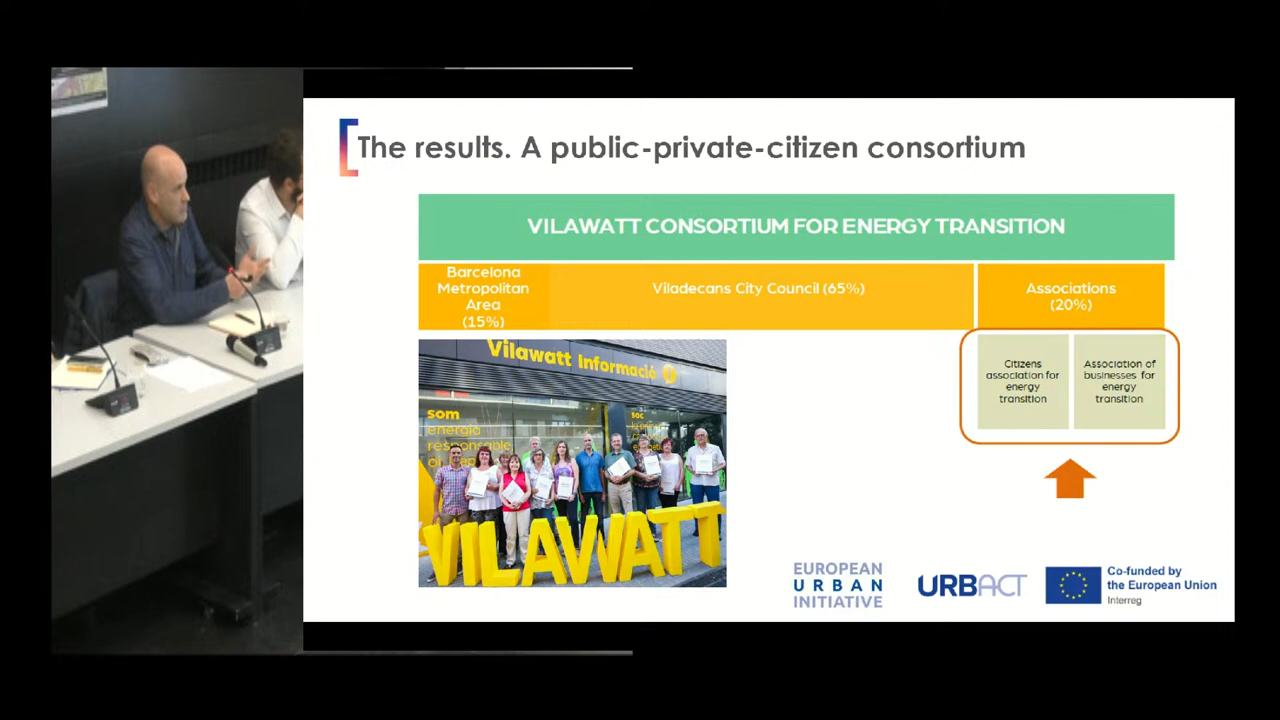 The results. A public-private-citizen consortium
VILAWATT CONSORTIUM FOR ENERGY TRANSITION
Barcelona
Metropolitan
Area
(15%)
Viladecans City Council (65%)
Associations
(20%)
Citizens
association for
energy
transition
Association of
businesses for
energy
transition
Vilawatt Informació
som
energia
responsable
soc
VILAWATT
EUROPEAN
URBAN
INITIATIVE
URBACT
Co-funded by
the European Union
Interreg